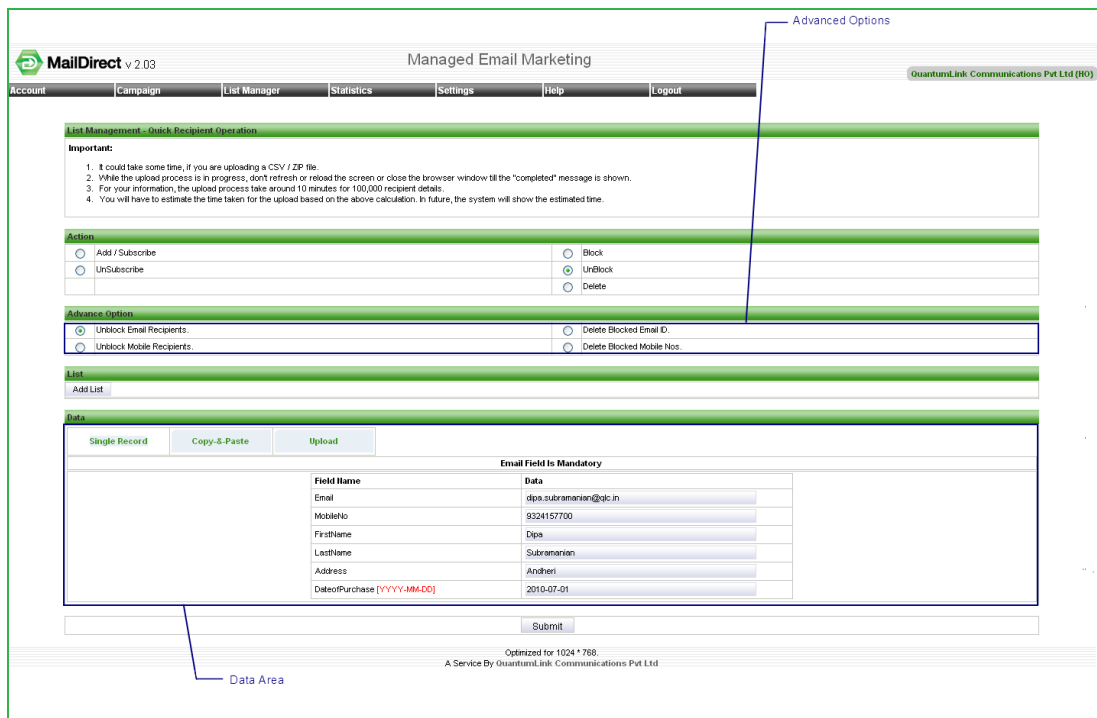 Advanced Options
MailDirect v 2.03
Managed Email Marketing
QuantumLink Communications Pvt Ltd (HO)
Account Campaign List Manager Statistics Settings Help Logout
List Management - Quick Recipient Operation
Important:
1. It could take some time, if you are uploading a CSV / ZIP file.
2. While the upload process is in progress, don't refresh or reload the screen or close the browser window till the "completed" message is shown.
3. For your information, the upload process take around 10 minutes for 100,000 recipient details.
4. You will have to estimate the time taken for the upload based on the above calculation. In future, the system will show the estimated time.
Action
Add / Subscribe Block
UnSubscribe UnBlock
Delete
Advance Option
Unblock Email Recipients. Delete Blocked Email ID.
Unblock Mobile Recipients. Delete Blocked Mobile Nos.
List
Add List
Data
Single Record Copy-&-Paste Upload
Email Field Is Mandatory
Field Name Data
Email dipa.subramanian@qlc.in
MobileNo 9324157700
FirstName Dipa
LastName Subramanian
Address Andheri
DateofPurchase [YYYY-MM-DD] 2010-07-01
Submit
Optimized for 1024 * 768.
A Service By QuantumLink Communications Pvt Ltd
Data Area